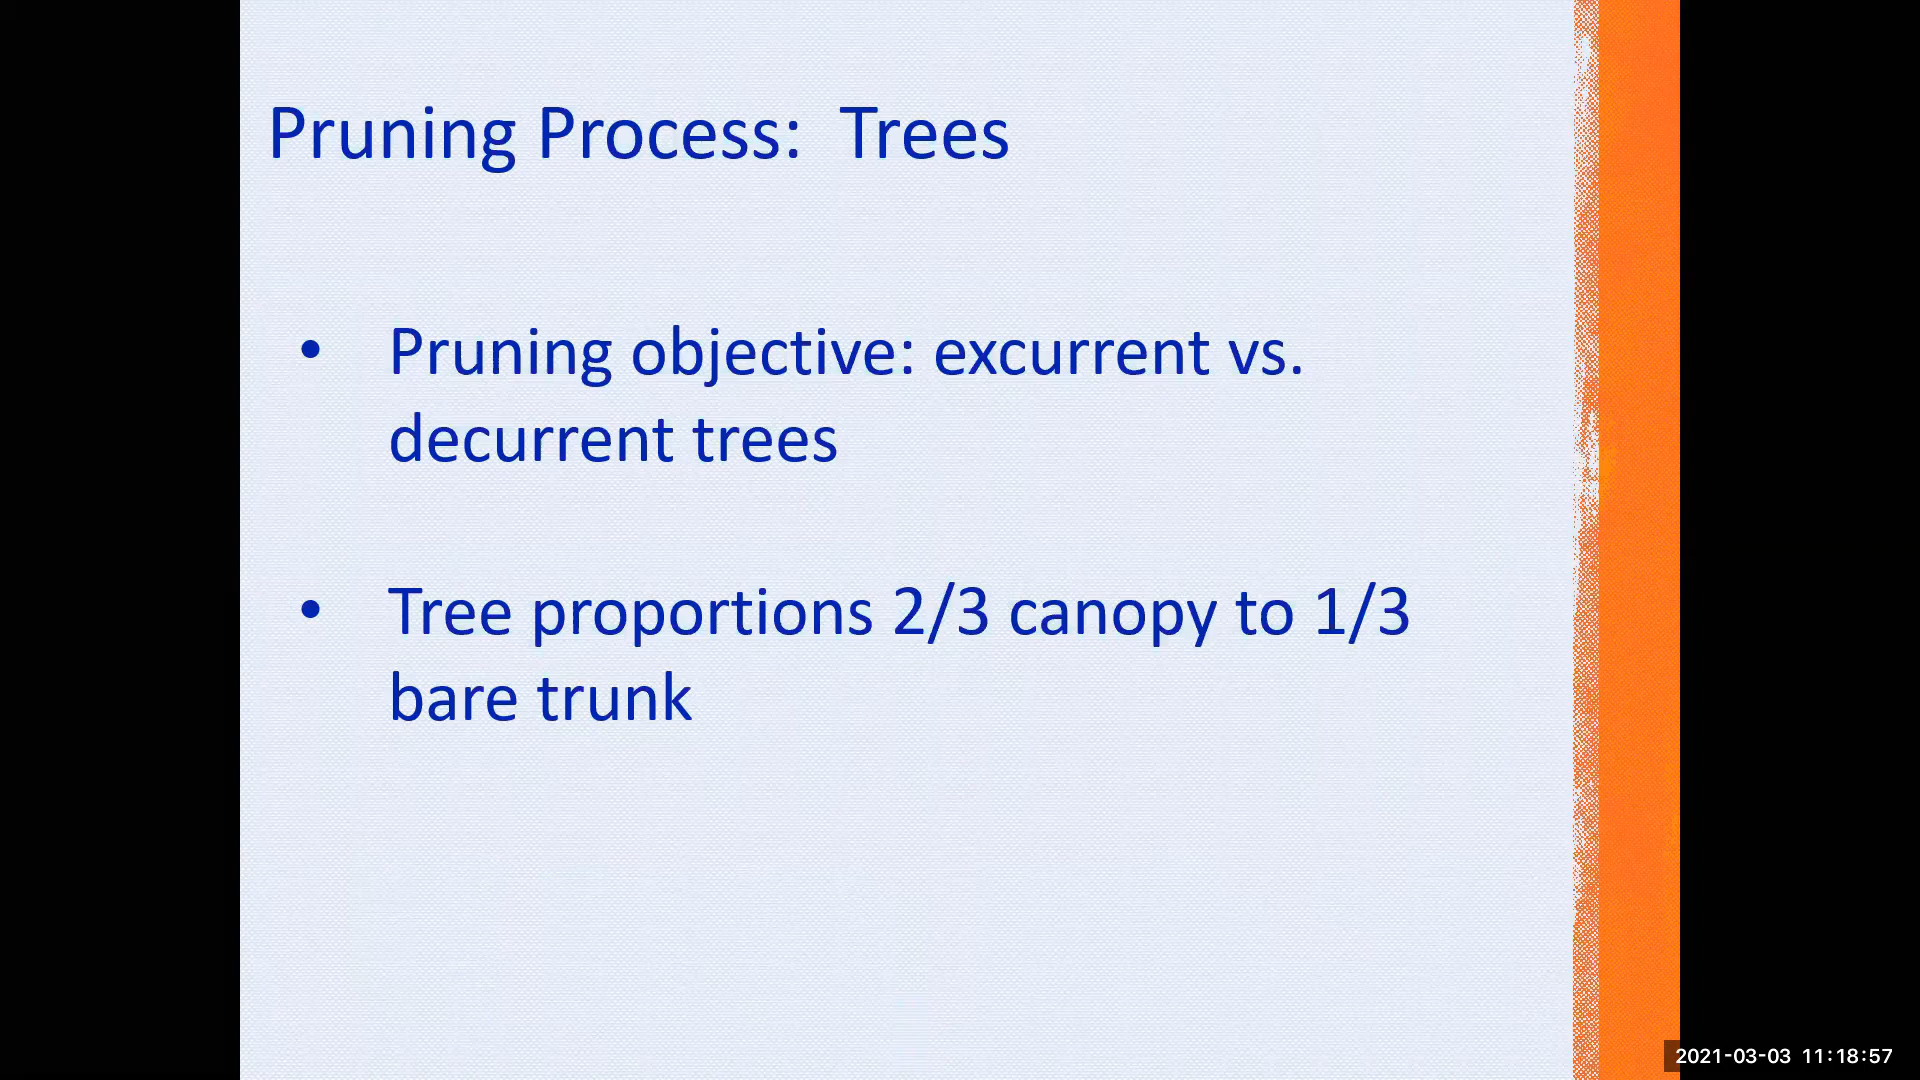 Pruning Process:  Trees
• Pruning objective: excurrent vs.
decurrent trees
• Tree proportions 2/3 canopy to 1/3
bare trunk
2021-03-03 11:18:57